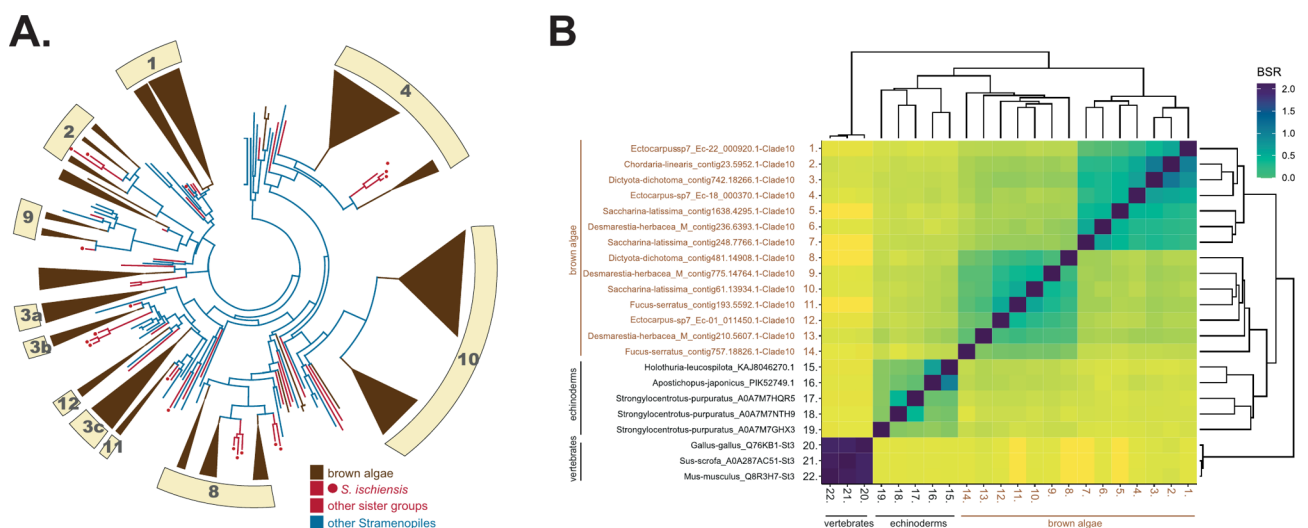 A.
1
4
2
9
3a
3b
12
3c
11
8
10
brown algae
S. ischiensis
other sister groups
other Stramenopiles
B
BSR
2.0
1.5
1.0
0.5
brown algae
echinoderms
vertebrates
Ectocarpussp7_Ec-22_000920.1-Clade10 1.
Chordaria-linearis_contig23.5952.1-Clade10 2.
Dictyota-dichotoma_contig742.18266.1-Clade10 3.
Ectocarpus-sp7_Ec-18_000370.1-Clade10 4.
Saccharina-latissima_contig1638.4295.1-Clade10 5.
Desmarestia-herbacea_M_contig236.6393.1-Clade10 6.
Saccharina-latissima_contig248.7766.1-Clade10 7.
Dictyota-dichotoma_contig481.14908.1-Clade10 8.
Desmarestia-herbacea_M_contig775.14764.1-Clade10 9.
Saccharina-latissima_contig61.13934.1-Clade10 10.
Fucus-serratus_contig193.5592.1-Clade10 11.
Ectocarpus-sp7_Ec-01_011450.1-Clade10 12.
Desmarestia-herbacea_M_contig210.5607.1-Clade10 13.
Fucus-serratus_contig757.18826.1-Clade10 14.
Holothuria-leucospilota_KAJ8046270.1 15.
Apostichopus-japonicus_PIK52749.1 16.
Strongylocentrotus-purpuratus_A0A7M7HQR5 17.
Strongylocentrotus-purpuratus_A0A7M7NTH9 18.
Strongylocentrotus-purpuratus_A0A7M7GHX3 19.
Gallus-gallus_Q76KB1-St3 20.
Sus-scrofa_A0A287AC51-St3 21.
Mus-musculus_Q8R3H7-St3 22.
22. 21. 20. 19. 18. 17. 16. 15. 14. 13. 12. 11. 10. 9. 8. 7. 6. 5. 4. 3. 2. 1.
vertebrates echinoderms brown algae